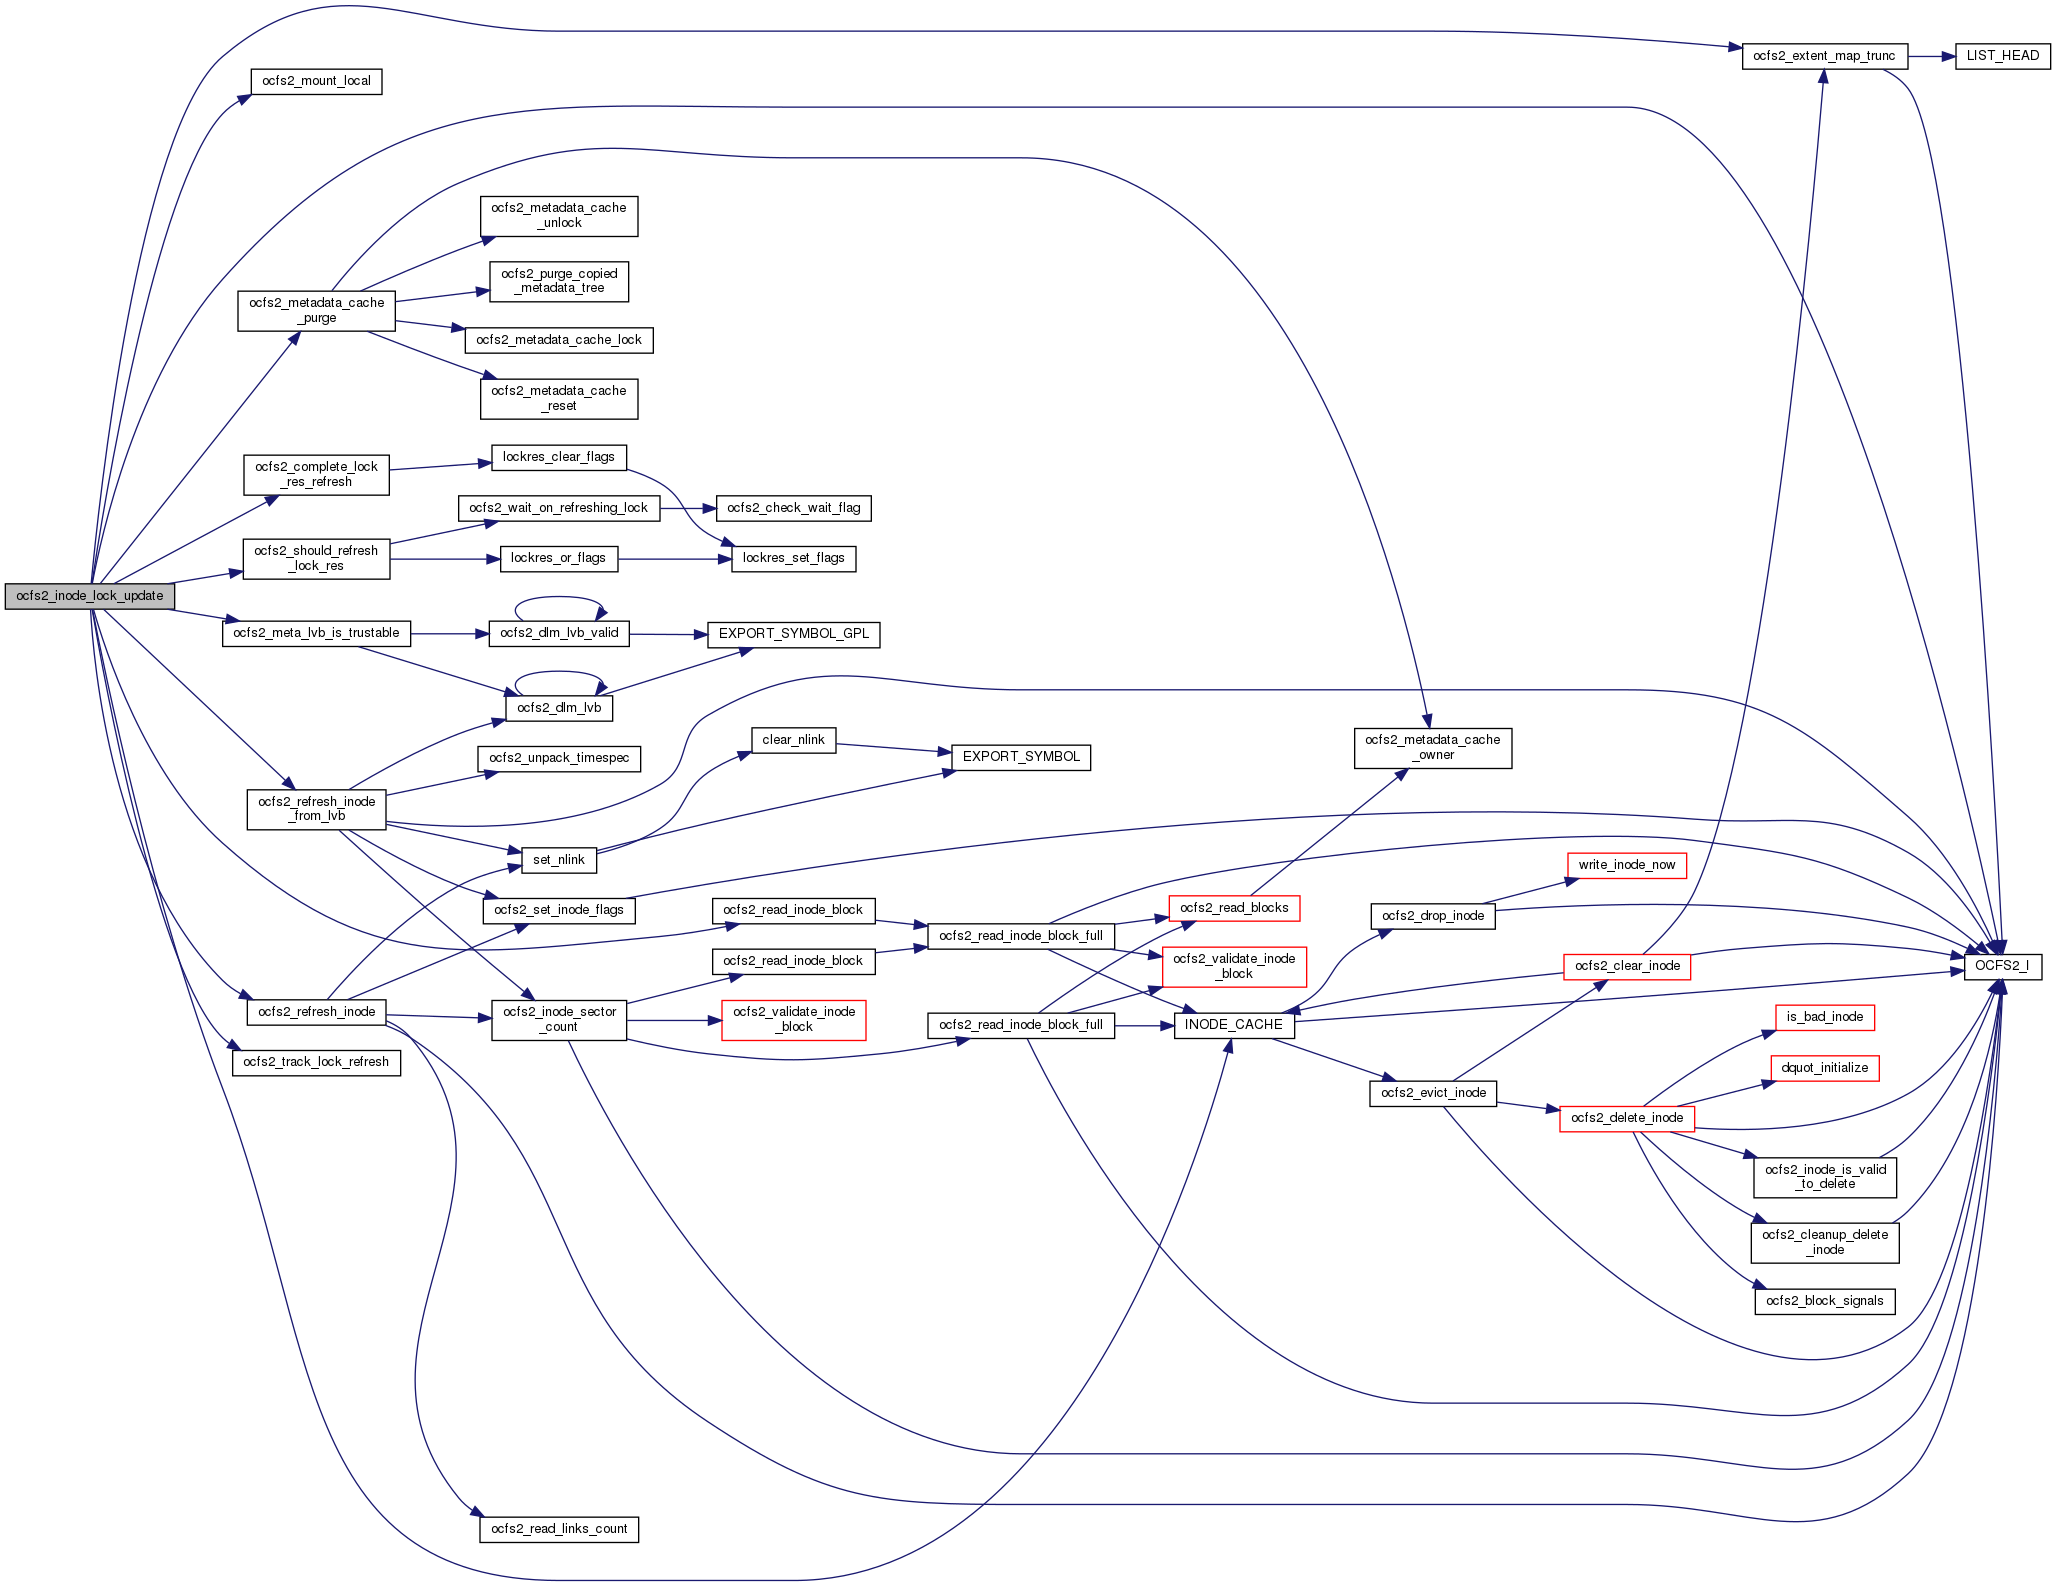 ocfs2_inode_lock_update
ocfs2_mount_local
ocfs2_metadata_cache
_purge
ocfs2_complete_lock
_res_refresh
ocfs2_should_refresh
_lock_res
ocfs2_meta_lvb_is_trustable
ocfs2_refresh_inode
_from_lvb
ocfs2_refresh_inode
ocfs2_track_lock_refresh
ocfs2_metadata_cache
_unlock
ocfs2_purge_copied
_metadata_tree
ocfs2_metadata_cache_lock
ocfs2_metadata_cache
_reset
lockres_clear_flags
ocfs2_wait_on_refreshing_lock
lockres_or_flags
ocfs2_dlm_lvb_valid
ocfs2_dlm_lvb
ocfs2_unpack_timespec
set_nlink
ocfs2_set_inode_flags
ocfs2_inode_sector
_count
ocfs2_read_links_count
ocfs2_check_wait_flag
lockres_set_flags
EXPORT_SYMBOL_GPL
clear_nlink
ocfs2_read_inode_block
ocfs2_read_inode_block
ocfs2_validate_inode
_block
EXPORT_SYMBOL
ocfs2_read_inode_block_full
ocfs2_read_inode_block_full
ocfs2_read_blocks
ocfs2_validate_inode
_block
INODE_CACHE
ocfs2_metadata_cache
_owner
ocfs2_drop_inode
ocfs2_evict_inode
write_inode_now
ocfs2_clear_inode
ocfs2_delete_inode
ocfs2_extent_map_trunc
is_bad_inode
dquot_initialize
ocfs2_inode_is_valid
_to_delete
ocfs2_cleanup_delete
_inode
ocfs2_block_signals
LIST_HEAD
OCFS2_I